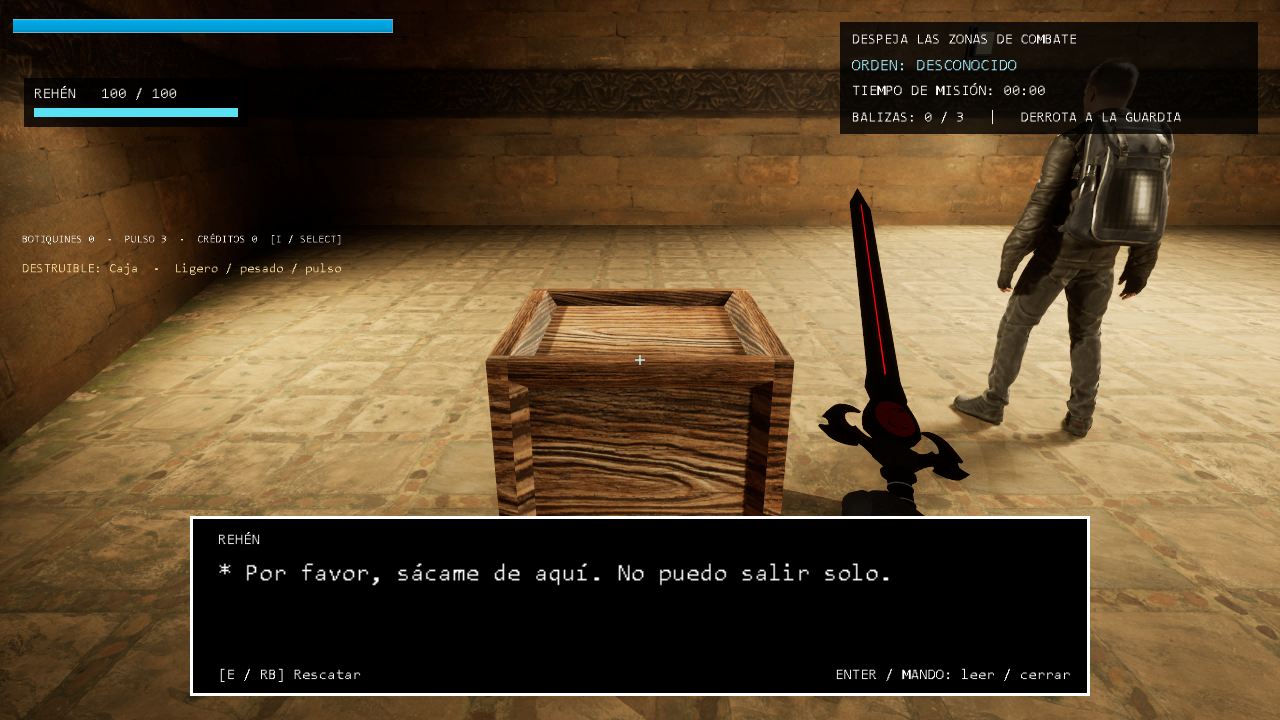 DESPEJA LAS ZONAS DE COMBATE
ORDEN: DESCONOCIDO
TIEMPO DE MISIÓN: 00:00
BALIZAS: 0 / 3 | DERROTA A LA GUARDIA
REHÉN 100 / 100
BOTIQUINES 0 · PULSO 3 · CRÉDITOS 0 [I / SELECT]
DESTRUIBLE: Caja · Ligero / pesado / pulso
REHÉN
* Por favor, sácame de aquí. No puedo salir solo.
[E / RB] Rescatar
ENTER / MANDO: leer / cerrar